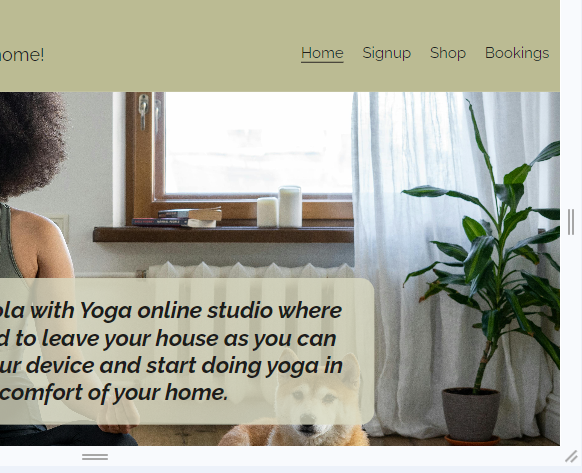 ome!
Home Signup Shop Bookings
ola with Yoga online studio where
d to leave your house as you can
ur device and start doing yoga in
comfort of your home.